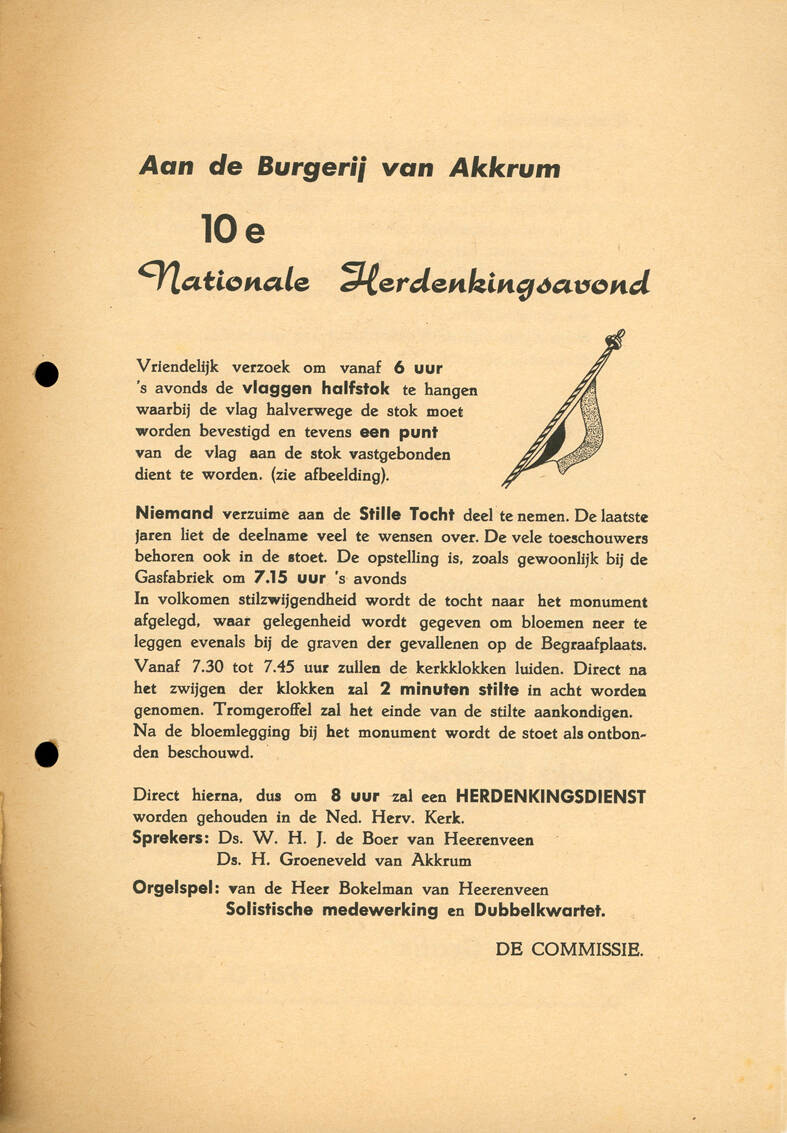 Aan de Burgerij van Akkrum
10e
Nationale Herdenkingsavond
Vriendelijk verzoek om vanaf 6 uur
's avonds de vlaggen halfstok te hangen
waarbij de vlag halverwege de stok moet
worden bevestigd en tevens een punt
van de vlag aan de stok vastgebonden
dient te worden. (zie afbeelding).
Niemand verzuime aan de Stille Tocht deel te nemen. De laatste
jaren liet de deelname veel te wensen over. De vele toeschouwers
behoren ook in de stoet. De opstelling is, zoals gewoonlijk bij de
Gasfabriek om 7.15 uur 's avonds
In volkomen stilzwijgendheid wordt de tocht naar het monument
afgelegd, waar gelegenheid wordt gegeven om bloemen neer te
leggen evenals bij de graven der gevallenen op de Begraafplaats.
Vanaf 7.30 tot 7.45 uur zullen de kerkklokken luiden. Direct na
het zwijgen der klokken zal 2 minuten stilte in acht worden
genomen. Tromgeroffel zal het einde van de stilte aankondigen.
Na de bloemlegging bij het monument wordt de stoet als ontbon-
den beschouwd.
Direct hierna, dus om 8 uur zal een HERDENKINGSDIENST
worden gehouden in de Ned. Herv. Kerk.
Sprekers: Ds. W. H. J. de Boer van Heerenveen
Ds. H. Groeneveld van Akkrum
Orgelspel: van de Heer Bokelman van Heerenveen
Solistische medewerking en Dubbelkwartet.
DE COMMISSIE.